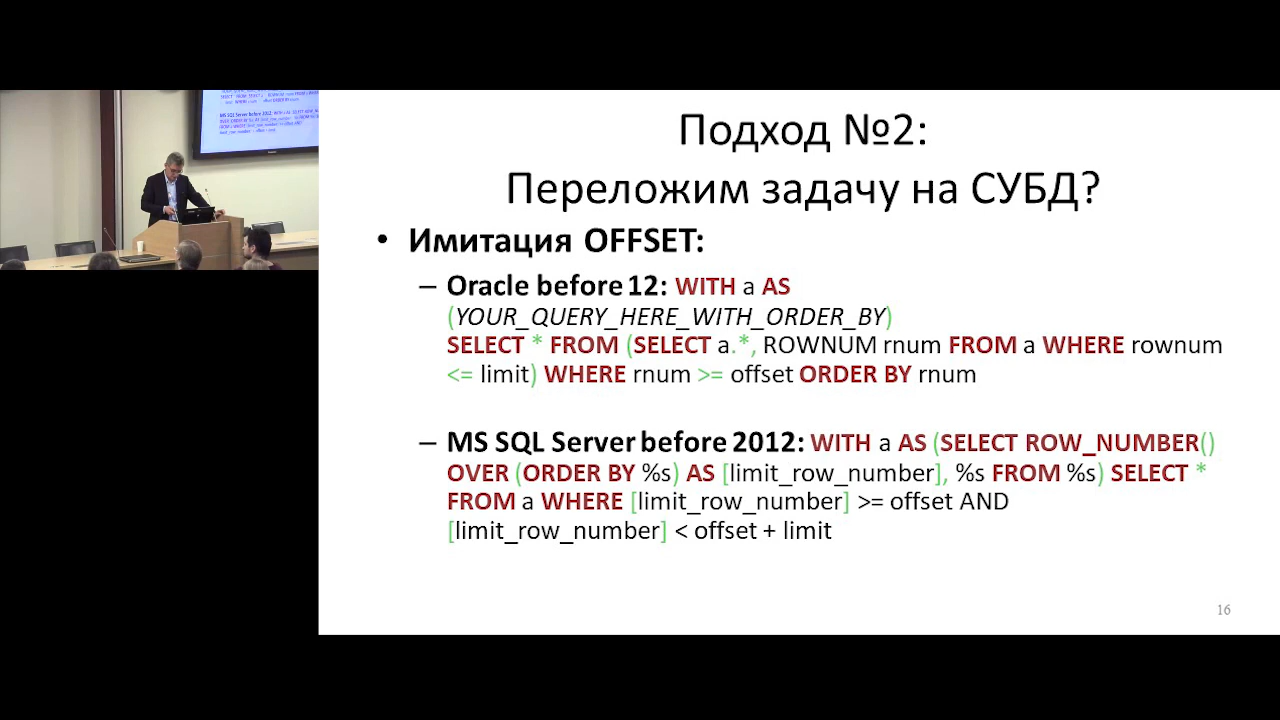 Подход №2:
Переложим задачу на СУБД?
• Имитация OFFSET:
– Oracle before 12: WITH a AS
(YOUR_QUERY_HERE_WITH_ORDER_BY)
SELECT * FROM (SELECT a.*, ROWNUM rnum FROM a WHERE rownum
<= limit) WHERE rnum >= offset ORDER BY rnum
– MS SQL Server before 2012: WITH a AS (SELECT ROW_NUMBER()
OVER (ORDER BY %s) AS [limit_row_number], %s FROM %s) SELECT *
FROM a WHERE [limit_row_number] >= offset AND
[limit_row_number] < offset + limit
16